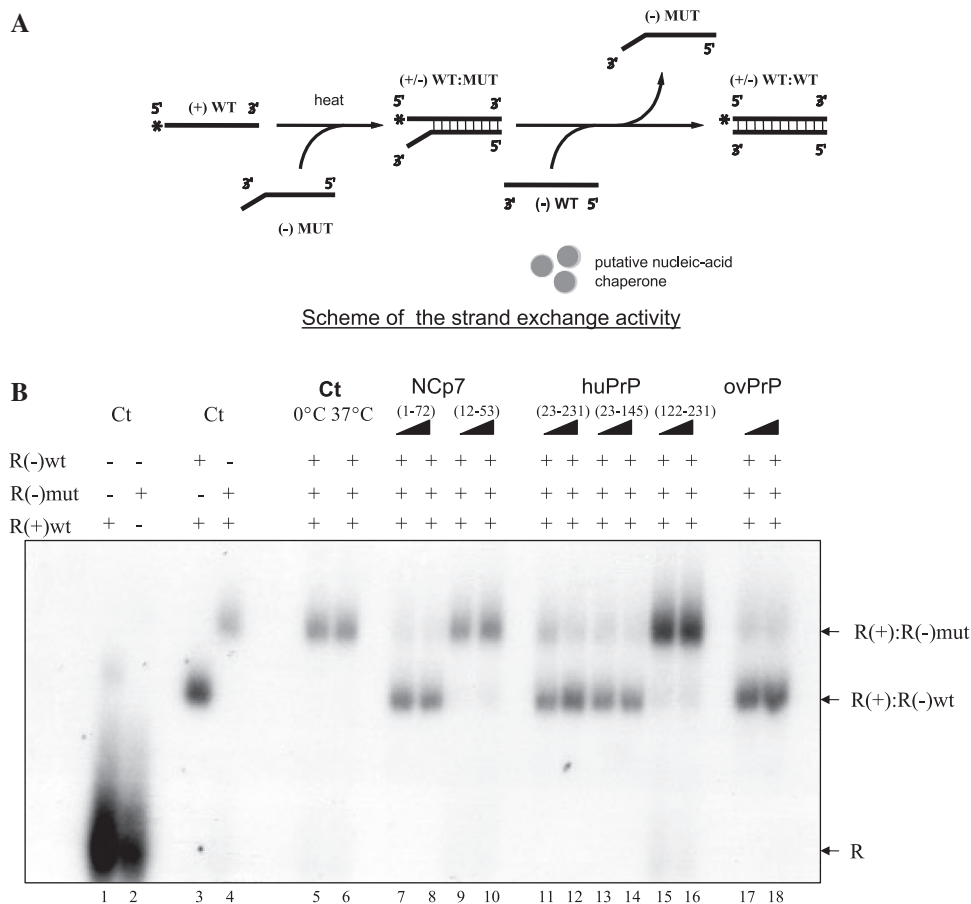 A
(-) MUT
3' 5'
(+/-) WT:MUT
(+/-) WT:WT
5' (+) WT 3'
heat
5' 3'
5' 3'
*
*
*
3' 5'
3' 5'
3' 5'
(-) MUT
3' (-) WT 5'
putative nucleic-acid
chaperone
Scheme of the strand exchange activity
B
Ct Ct Ct NCp7 huPrP ovPrP
0°C 37°C (1-72) (12-53) (23-231) (23-145) (122-231)
R(-)wt - - + - + + + + + + + + + + + + + +
R(-)mut - + - + + + + + + + + + + + + + + +
R(+)wt + - + + + + + + + + + + + + + + + +
R(+):R(-)mut
R(+):R(-)wt
R
1 2 3 4 5 6 7 8 9 10 11 12 13 14 15 16 17 18